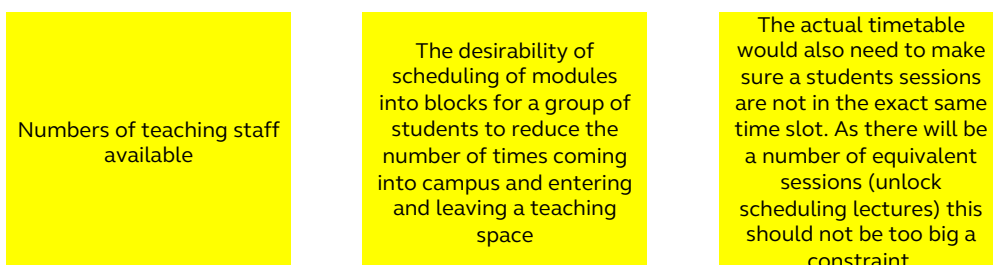 Numbers of teaching staff
available
The desirability of
scheduling of modules
into blocks for a group of
students to reduce the
number of times coming
into campus and entering
and leaving a teaching
space
The actual timetable
would also need to make
sure a students sessions
are not in the exact same
time slot. As there will be
a number of equivalent
sessions (unlock
scheduling lectures) this
should not be too big a
constraint